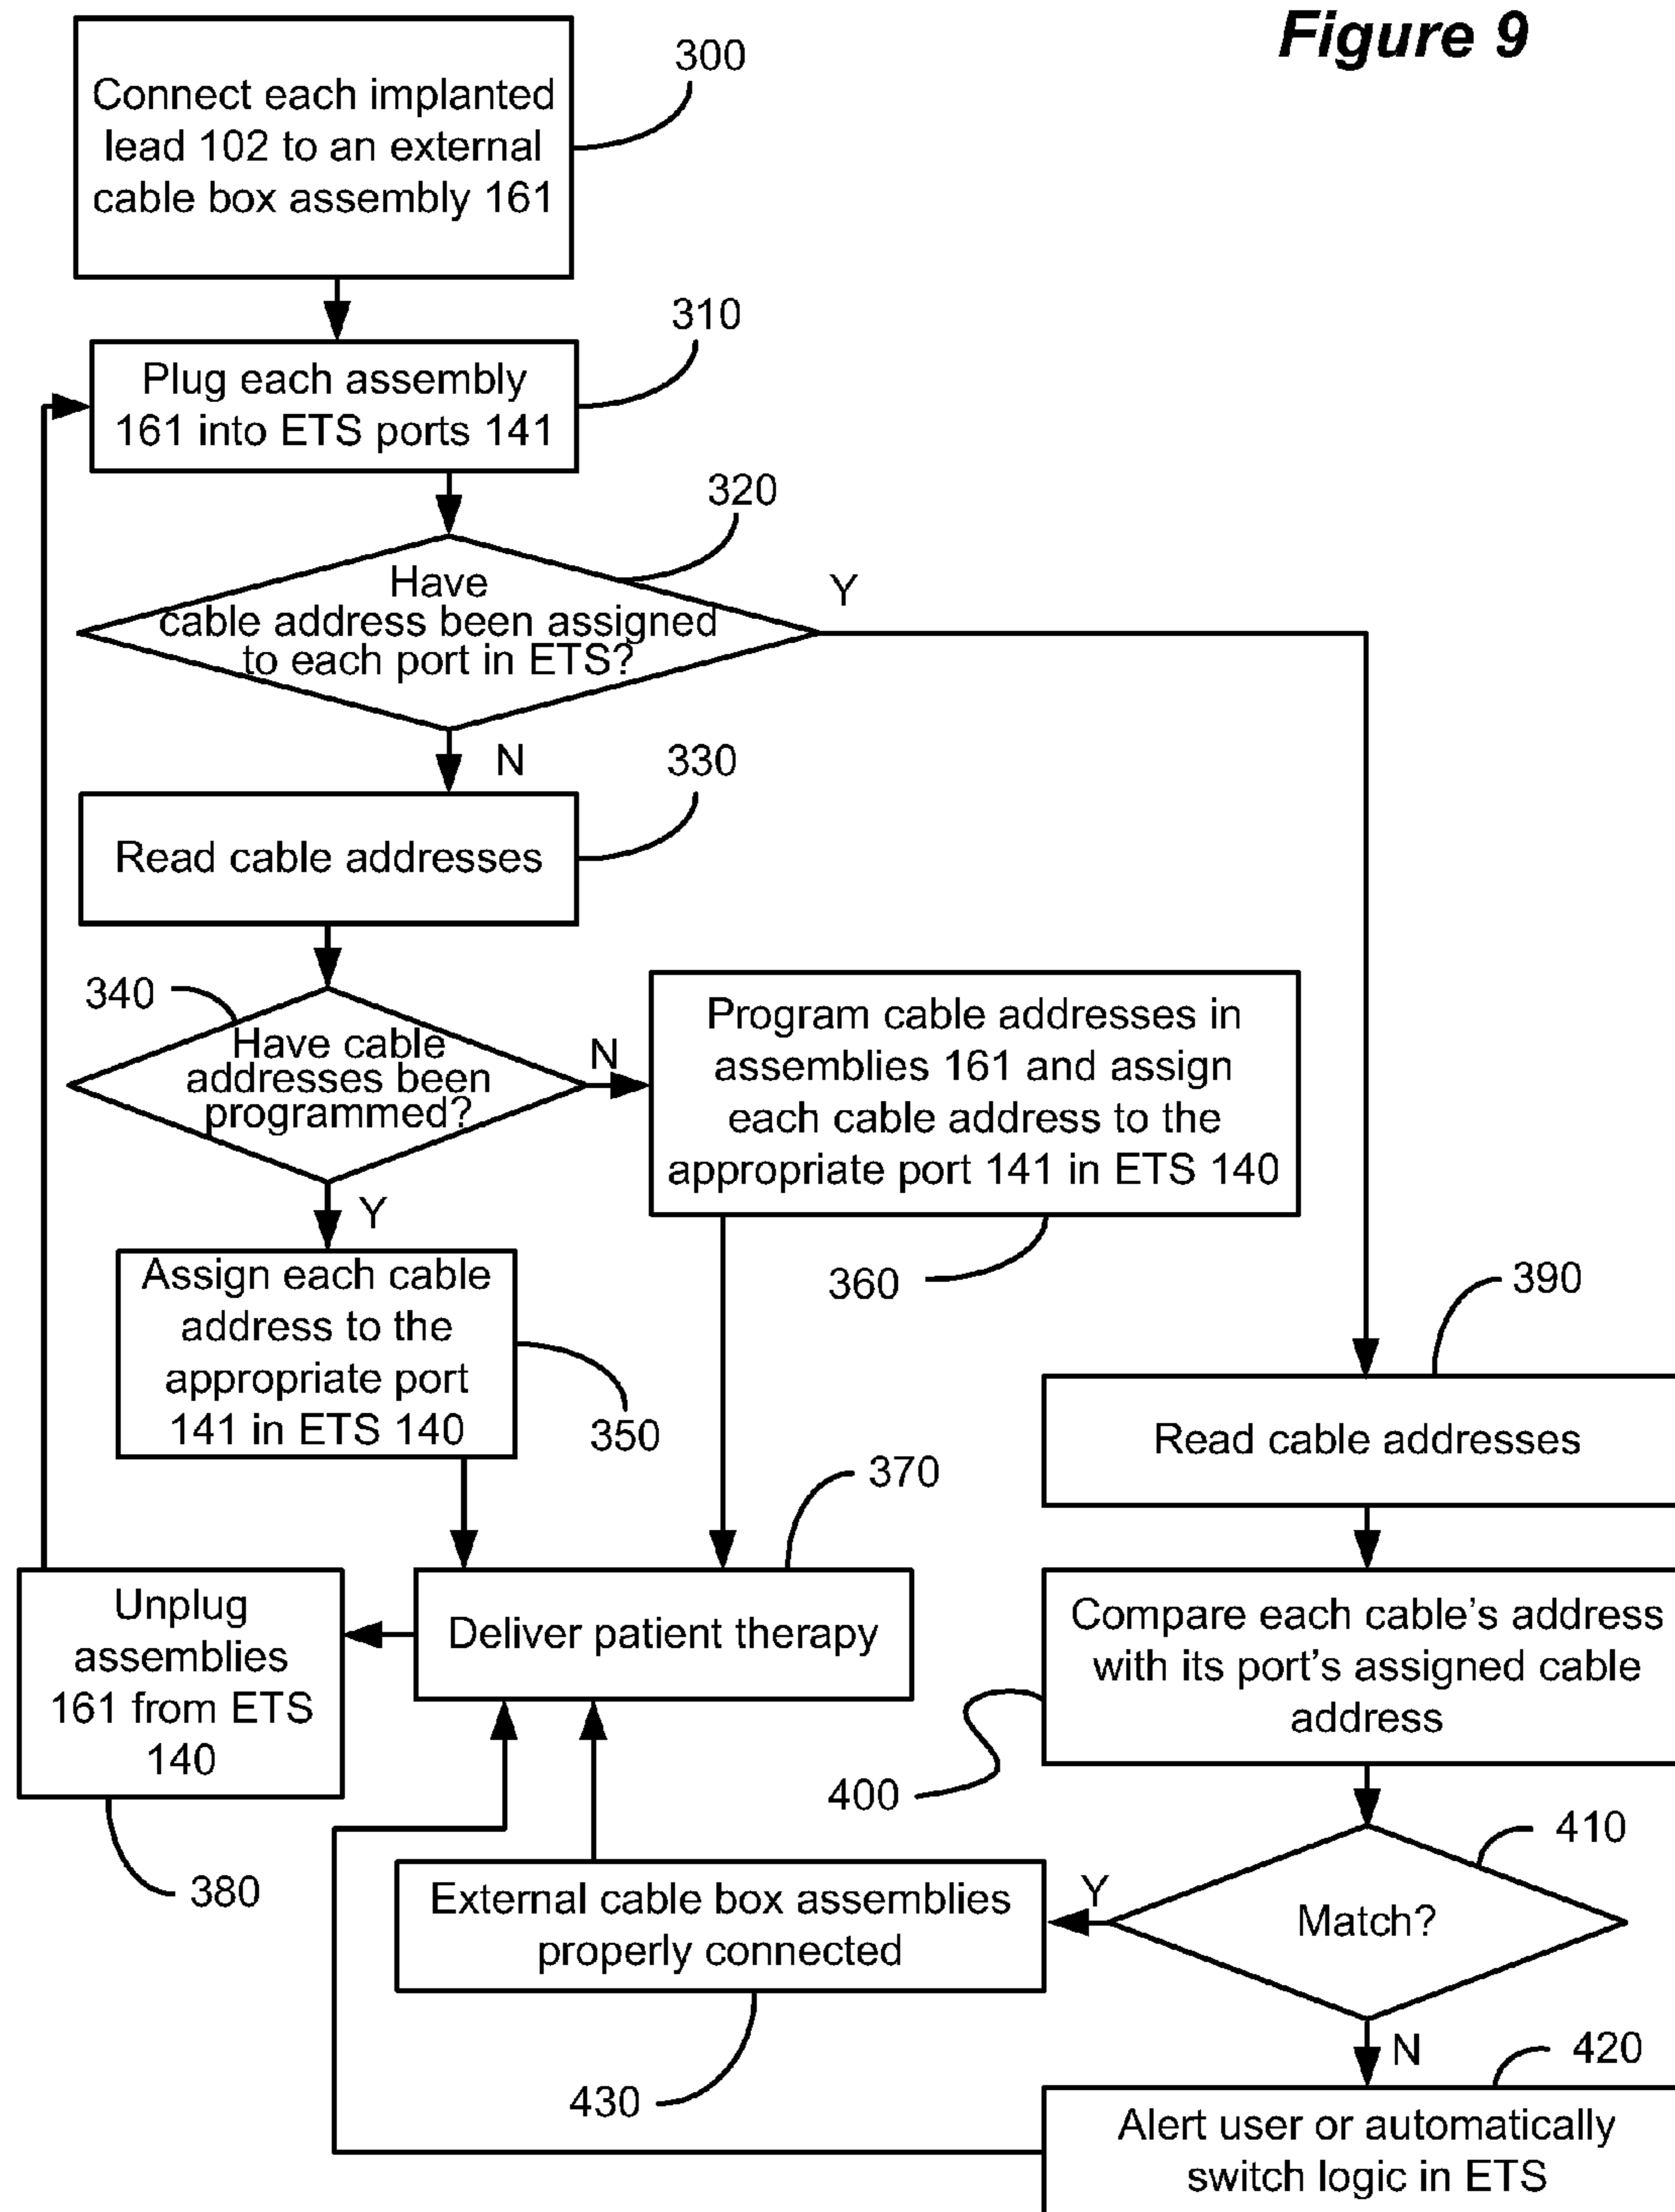 Figure 9
Connect each implanted
lead 102 to an external
cable box assembly 161
300
310
Plug each assembly
161 into ETS ports 141
320
Have
cable address been assigned
to each port in ETS?
Y
N
330
Read cable addresses
340
Have cable
addresses been
programmed?
N
Program cable addresses in
assemblies 161 and assign
each cable address to the
appropriate port 141 in ETS 140
Y
360
Assign each cable
address to the
appropriate port
141 in ETS 140
350
390
Read cable addresses
370
Unplug
assemblies
161 from ETS
140
Deliver patient therapy
Compare each cable's address
with its port's assigned cable
address
400
380
410
External cable box assemblies
properly connected
Y
Match?
430
N
420
Alert user or automatically
switch logic in ETS